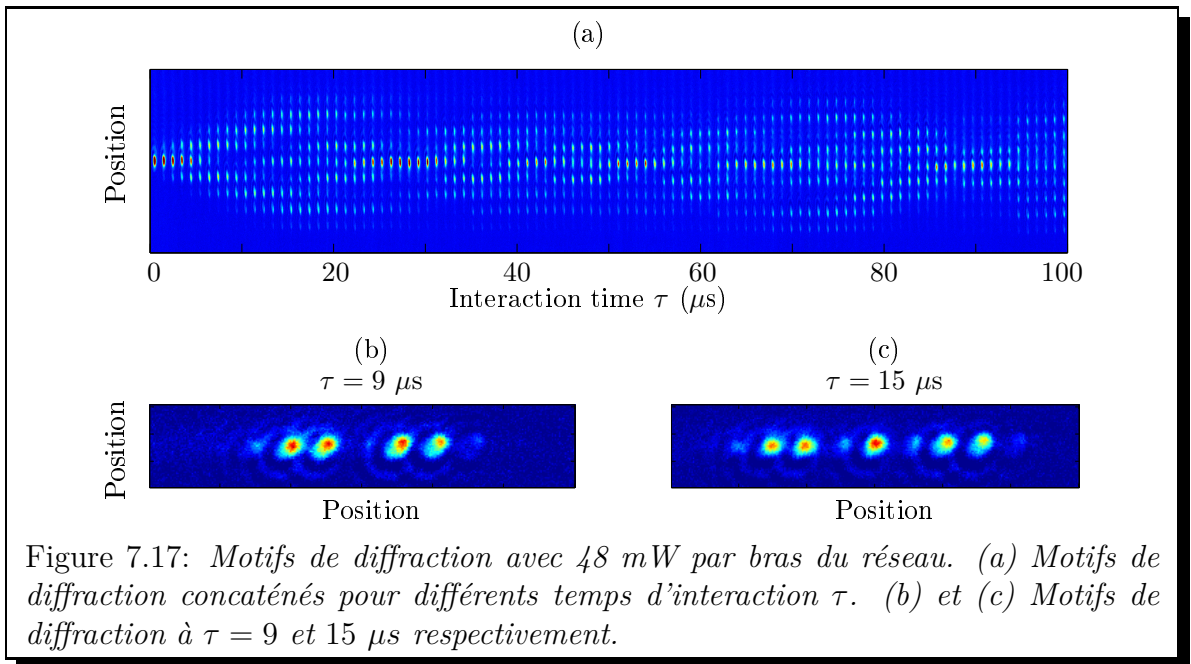 (a)
Position
0 20 40 60 80 100
Interaction time τ (μs)
(b)
τ = 9 μs
(c)
τ = 15 μs
Position
Position
Position
Figure 7.17: Motifs de diffraction avec 48 mW par bras du réseau. (a) Motifs de
diffraction concaténés pour différents temps d'interaction τ. (b) et (c) Motifs de
diffraction à τ = 9 et 15 μs respectivement.